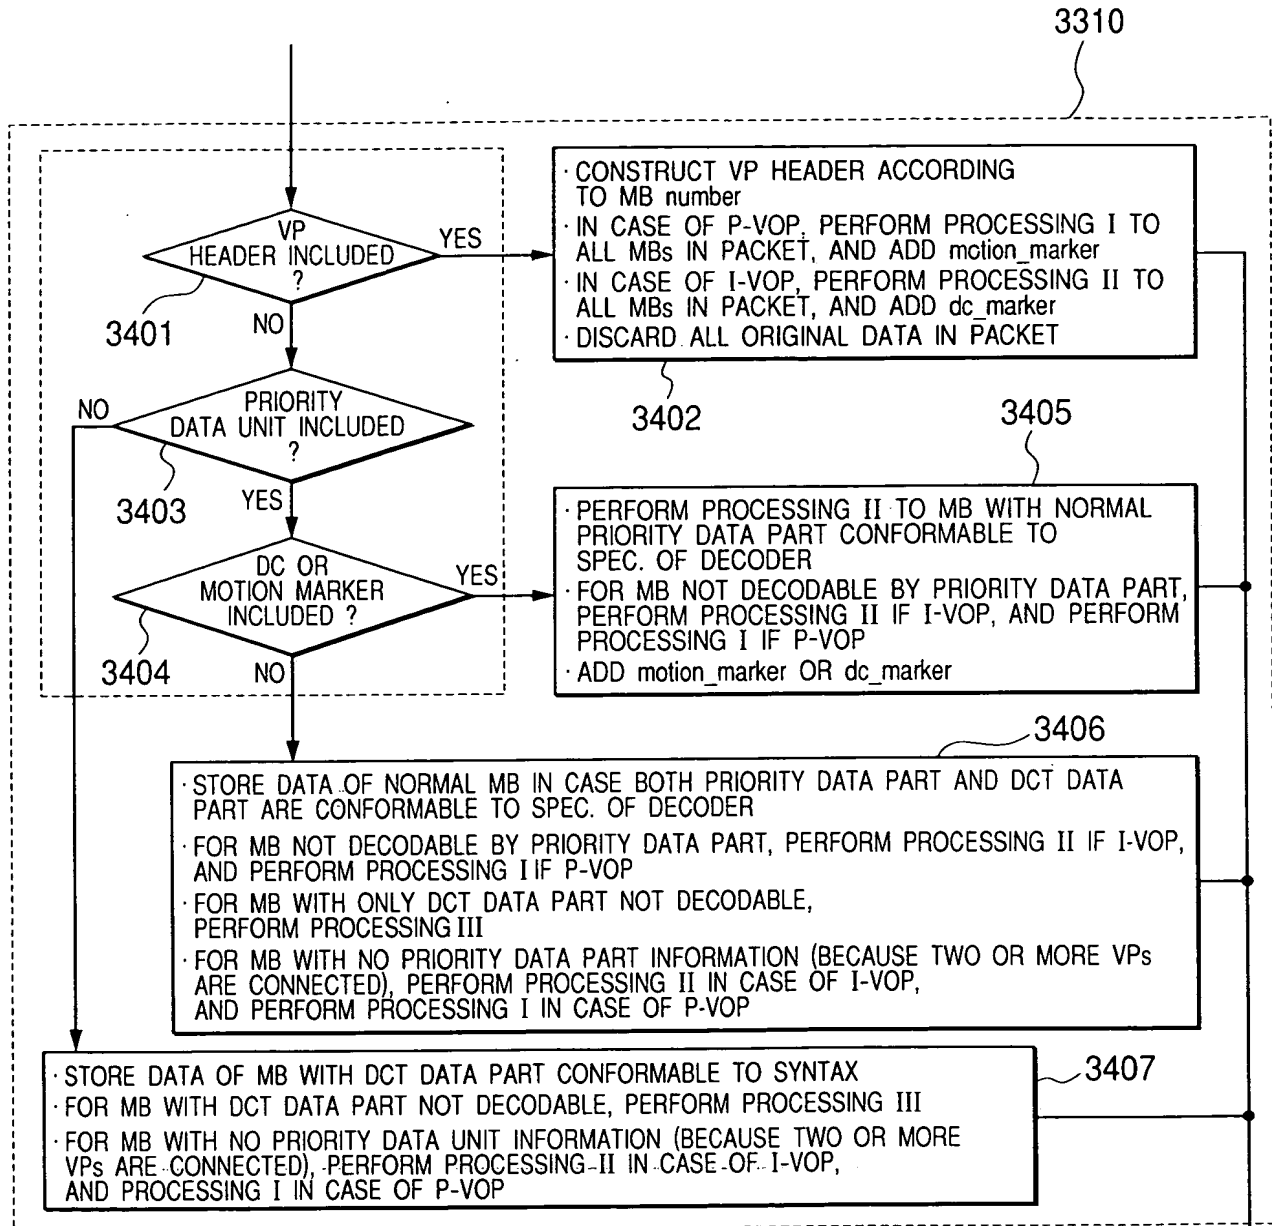 3310
VP
HEADER INCLUDED
?
YES
3401
NO
· CONSTRUCT VP HEADER ACCORDING
TO MB number
· IN CASE OF P-VOP, PERFORM PROCESSING I TO
ALL MBs IN PACKET, AND ADD motion_marker
· IN CASE OF I-VOP, PERFORM PROCESSING II TO
ALL MBs IN PACKET, AND ADD dc_marker
· DISCARD ALL ORIGINAL DATA IN PACKET
3402
NO
PRIORITY
DATA UNIT INCLUDED
?
3403
YES
3405
DC OR
MOTION MARKER
INCLUDED ?
YES
3404
NO
· PERFORM PROCESSING II TO MB WITH NORMAL
PRIORITY DATA PART CONFORMABLE TO
SPEC. OF DECODER
· FOR MB NOT DECODABLE BY PRIORITY DATA PART,
PERFORM PROCESSING II IF I-VOP, AND PERFORM
PROCESSING I IF P-VOP
· ADD motion_marker OR dc_marker
3406
· STORE DATA OF NORMAL MB IN CASE BOTH PRIORITY DATA PART AND DCT DATA
PART ARE CONFORMABLE TO SPEC. OF DECODER
· FOR MB NOT DECODABLE BY PRIORITY DATA PART, PERFORM PROCESSING II IF I-VOP,
AND PERFORM PROCESSING I IF P-VOP
· FOR MB WITH ONLY DCT DATA PART NOT DECODABLE,
PERFORM PROCESSING III
· FOR MB WITH NO PRIORITY DATA PART INFORMATION (BECAUSE TWO OR MORE VPs
ARE CONNECTED), PERFORM PROCESSING II IN CASE OF I-VOP,
AND PERFORM PROCESSING I IN CASE OF P-VOP
3407
· STORE DATA OF MB WITH DCT DATA PART CONFORMABLE TO SYNTAX
· FOR MB WITH DCT DATA PART NOT DECODABLE, PERFORM PROCESSING III
· FOR MB WITH NO PRIORITY DATA UNIT INFORMATION (BECAUSE TWO OR MORE
VPs ARE CONNECTED), PERFORM PROCESSING II IN CASE OF I-VOP,
AND PROCESSING I IN CASE OF P-VOP